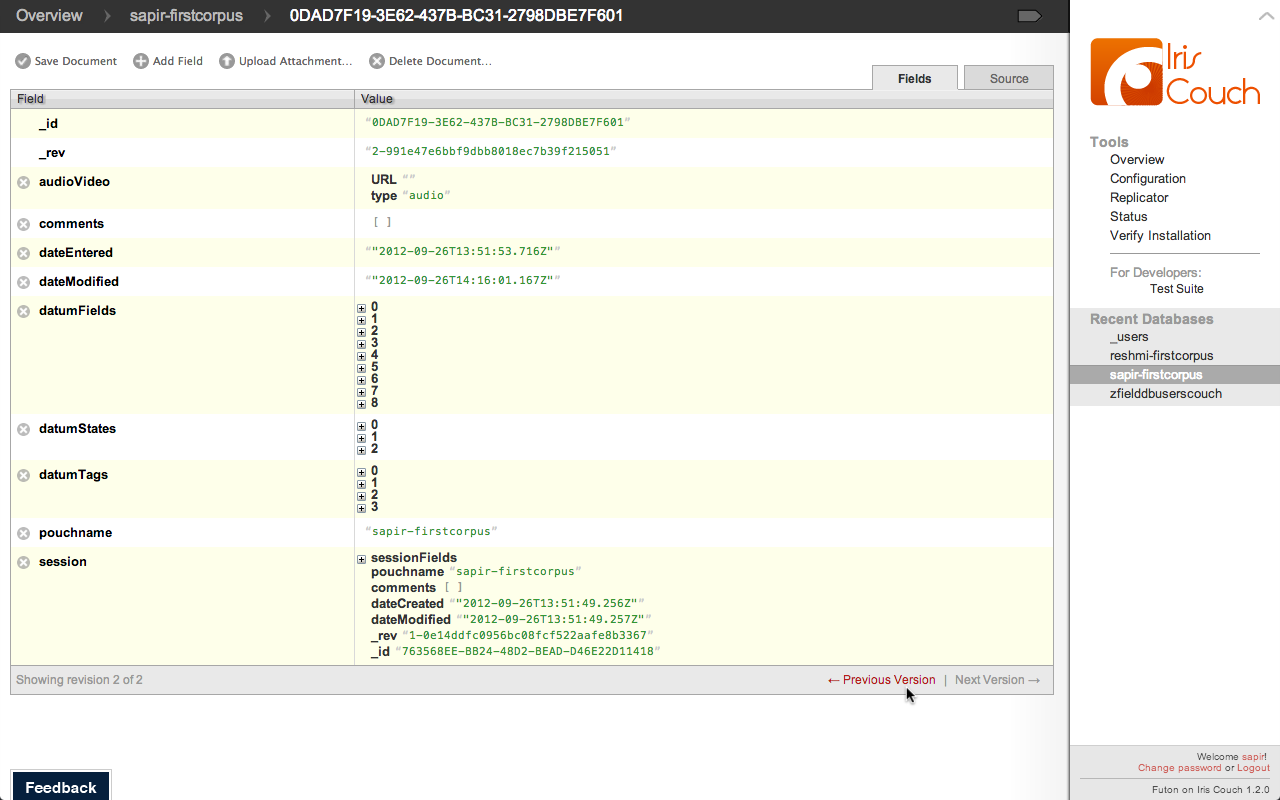 Overview
sapir-firstcorpus
0DAD7F19-3E62-437B-BC31-2798DBE7F601
Save Document
Add Field
Upload Attachment...
Delete Document...
Fields
Source
Field
Value
_id
"0DAD7F19-3E62-437B-BC31-2798DBE7F601"
_rev
"2-991e47e6bbf9dbb8018ec7b39f215051"
audioVideo
URL ""
type "audio"
comments
[ ]
dateEntered
""2012-09-26T13:51:53.716Z""
dateModified
""2012-09-26T14:16:01.167Z""
datumFields
0
1
2
3
4
5
6
7
8
datumStates
0
1
2
datumTags
0
1
2
3
pouchname
"sapir-firstcorpus"
session
sessionFields
pouchname "sapir-firstcorpus"
comments [ ]
dateCreated ""2012-09-26T13:51:49.256Z""
dateModified ""2012-09-26T13:51:49.257Z""
_rev "1-0e14ddfc0956bc08fcf522aafe8b3367"
_id "763568EE-BB24-48D2-BEAD-D46E22D11418"
Showing revision 2 of 2
← Previous Version | Next Version →
Feedback
Iris
Couch
Tools
Overview
Configuration
Replicator
Status
Verify Installation
For Developers:
Test Suite
Recent Databases
_users
reshmi-firstcorpus
sapir-firstcorpus
zfielddbuserscouch
Welcome sapir!
Change password or Logout
Futon on Iris Couch 1.2.0